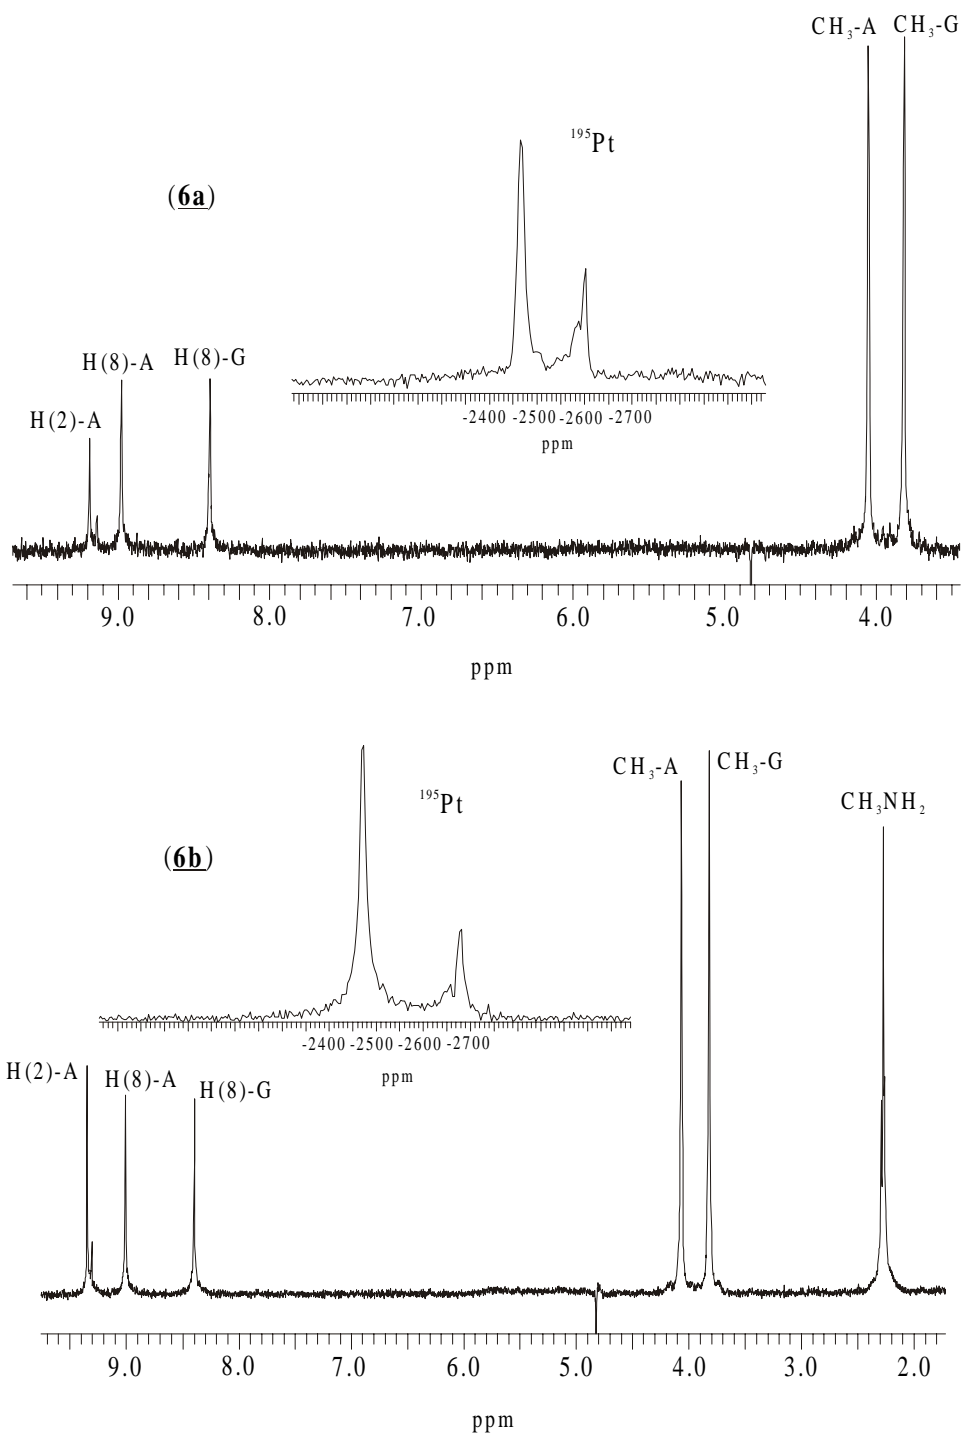 CH₃-A CH₃-G
¹⁹⁵Pt
(6a)
H(8)-A H(8)-G
H(2)-A
-2400 -2500 -2600 -2700
ppm
9.0 8.0 7.0 6.0 5.0 4.0
ppm
CH₃-A CH₃-G
¹⁹⁵Pt CH₃NH₂
(6b)
-2400 -2500 -2600 -2700
ppm
H(2)-A H(8)-A H(8)-G
9.0 8.0 7.0 6.0 5.0 4.0 3.0 2.0
ppm